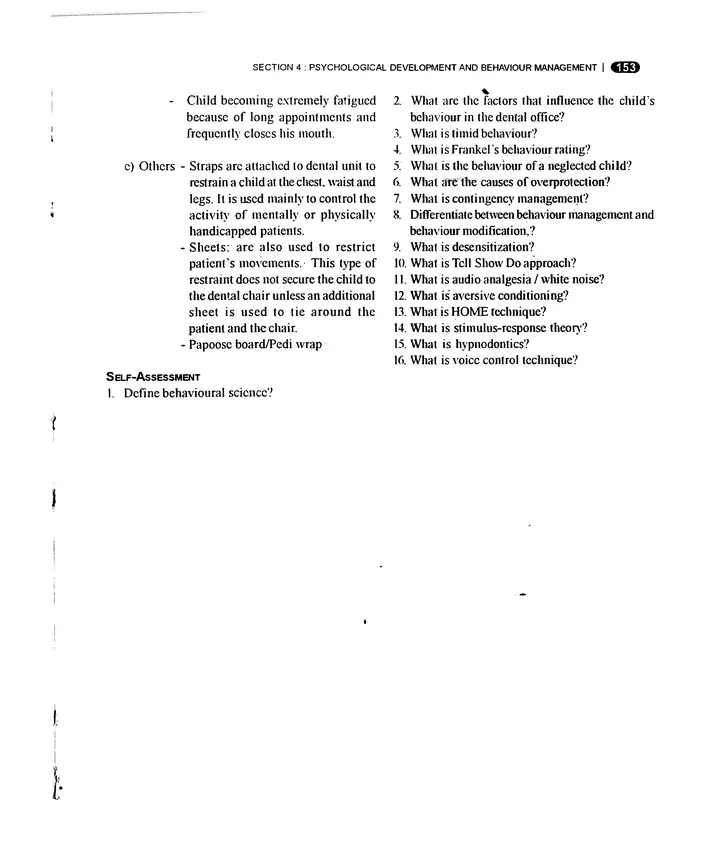 SECTION 4 : PSYCHOLOGICAL DEVELOPMENT AND BEHAVIOUR MANAGEMENT | 153
- Child becoming extremely fatigued
because of long appointments and
frequently closes his mouth.
e) Others - Straps are attached to dental unit to
restrain a child at the chest, waist and
legs. It is used mainly to control the
activity of mentally or physically
handicapped patients.
- Sheets: are also used to restrict
patient's movements. This type of
restraint does not secure the child to
the dental chair unless an additional
sheet is used to tie around the
patient and the chair.
- Papoose board/Pedi wrap
SELF-ASSESSMENT
1. Define behavioural science?
2. What are the factors that influence the child's
behaviour in the dental office?
3. What is timid behaviour?
4. What is Frankel's behaviour rating?
5. What is the behaviour of a neglected child?
6. What are the causes of overprotection?
7. What is contingency management?
8. Differentiate between behaviour management and
behaviour modification,?
9. What is desensitization?
10. What is Tell Show Do approach?
11. What is audio analgesia / white noise?
12. What is aversive conditioning?
13. What is HOME technique?
14. What is stimulus-response theory?
15. What is hypnodontics?
16. What is voice control technique?